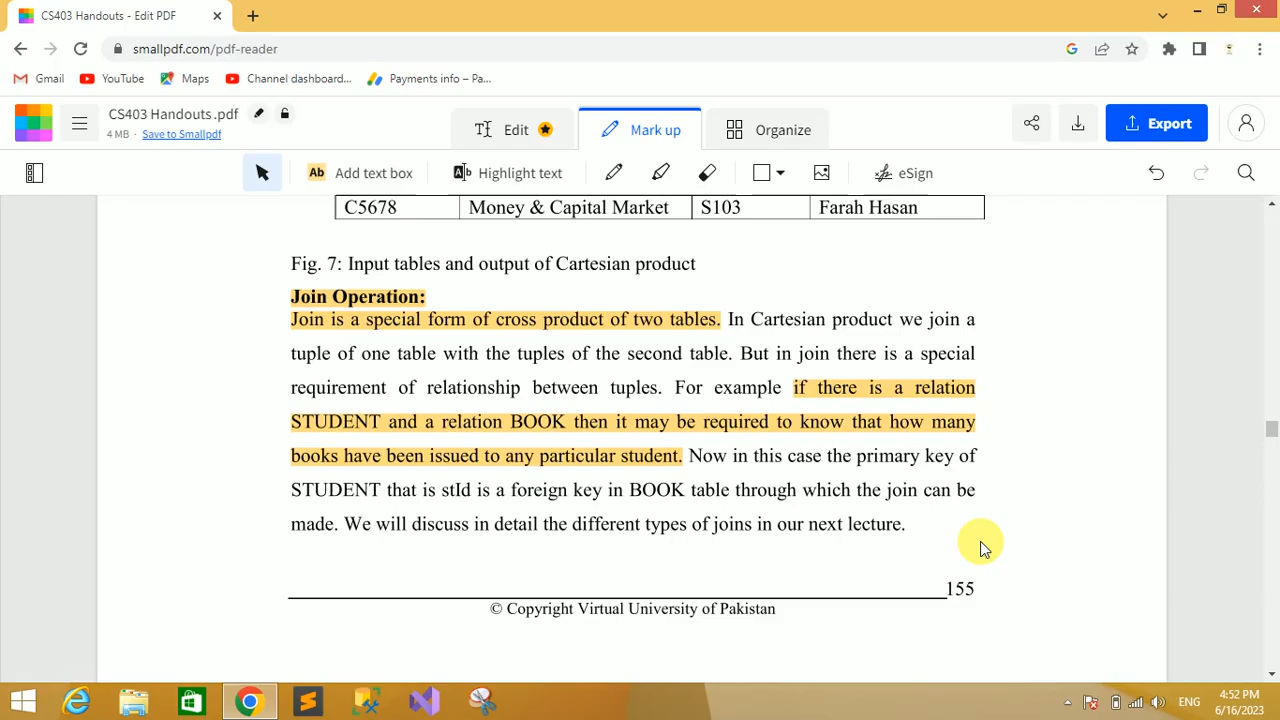 CS403 Handouts - Edit PDF
smallpdf.com/pdf-reader
Gmail YouTube Maps Channel dashboard... Payments info – Pa...
CS403 Handouts .pdf
4 MB • Save to Smallpdf
Edit Mark up Organize Export
Ab Add text box Highlight text eSign
C5678 Money & Capital Market S103 Farah Hasan
Fig. 7: Input tables and output of Cartesian product
Join Operation:
Join is a special form of cross product of two tables. In Cartesian product we join a
tuple of one table with the tuples of the second table. But in join there is a special
requirement of relationship between tuples. For example if there is a relation
STUDENT and a relation BOOK then it may be required to know that how many
books have been issued to any particular student. Now in this case the primary key of
STUDENT that is stId is a foreign key in BOOK table through which the join can be
made. We will discuss in detail the different types of joins in our next lecture.
155
© Copyright Virtual University of Pakistan
ENG
4:52 PM
6/16/2023